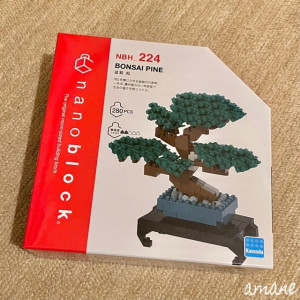 NBH_224
BONSAI PINE
盆栽 松
280 PCS
nanoblock®
The original micro-sized building block
Kawada
amane